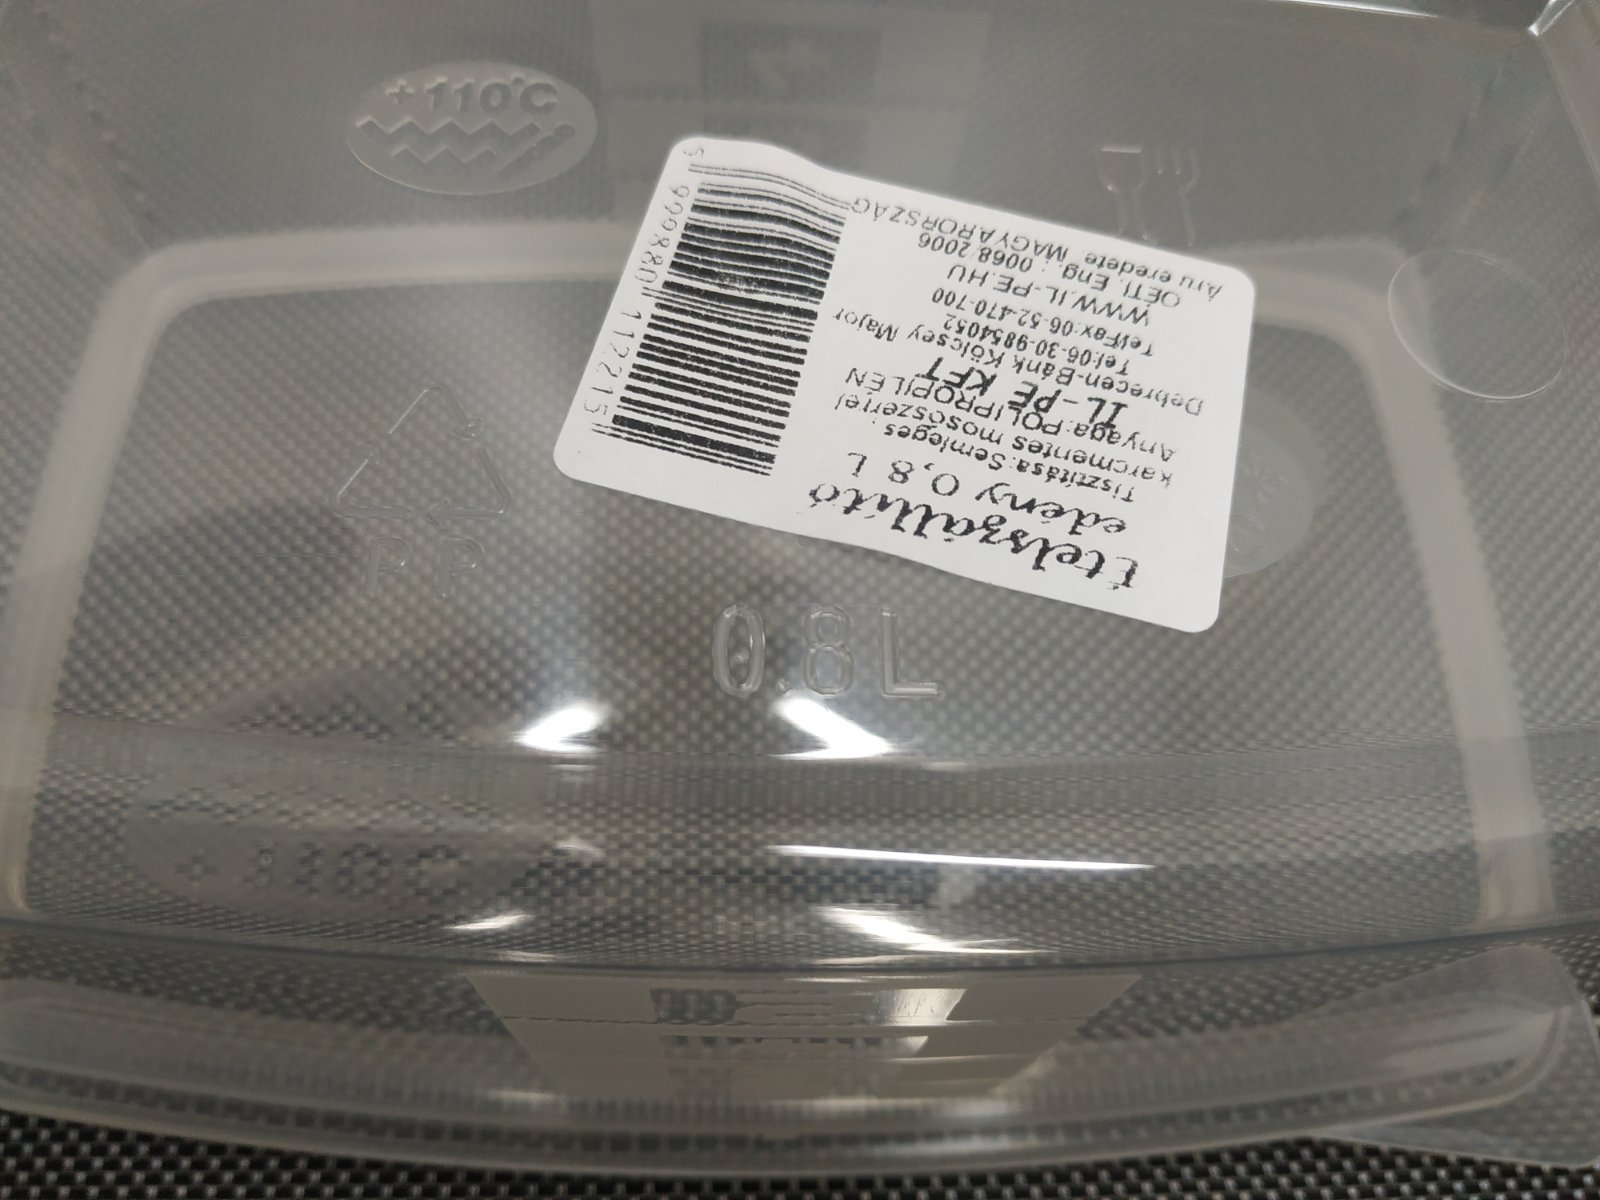 +110°C
Ételszállító
edény 0,8 L
Tisztítása:Semleges
karcmentes mosószerrel
Anyaga:POLIPROPILÉN
IL-PE KFT
Debrecen-Bánk Kölcsey Major
Tel:06-30-9854052
Tel/Fax:06-52-470-700
WWW.IL-PE.HU
OÉTI. Eng. : 0068/2006
Áru eredete: MAGYARORSZÁG
5 999880 112215
PP
0.8L